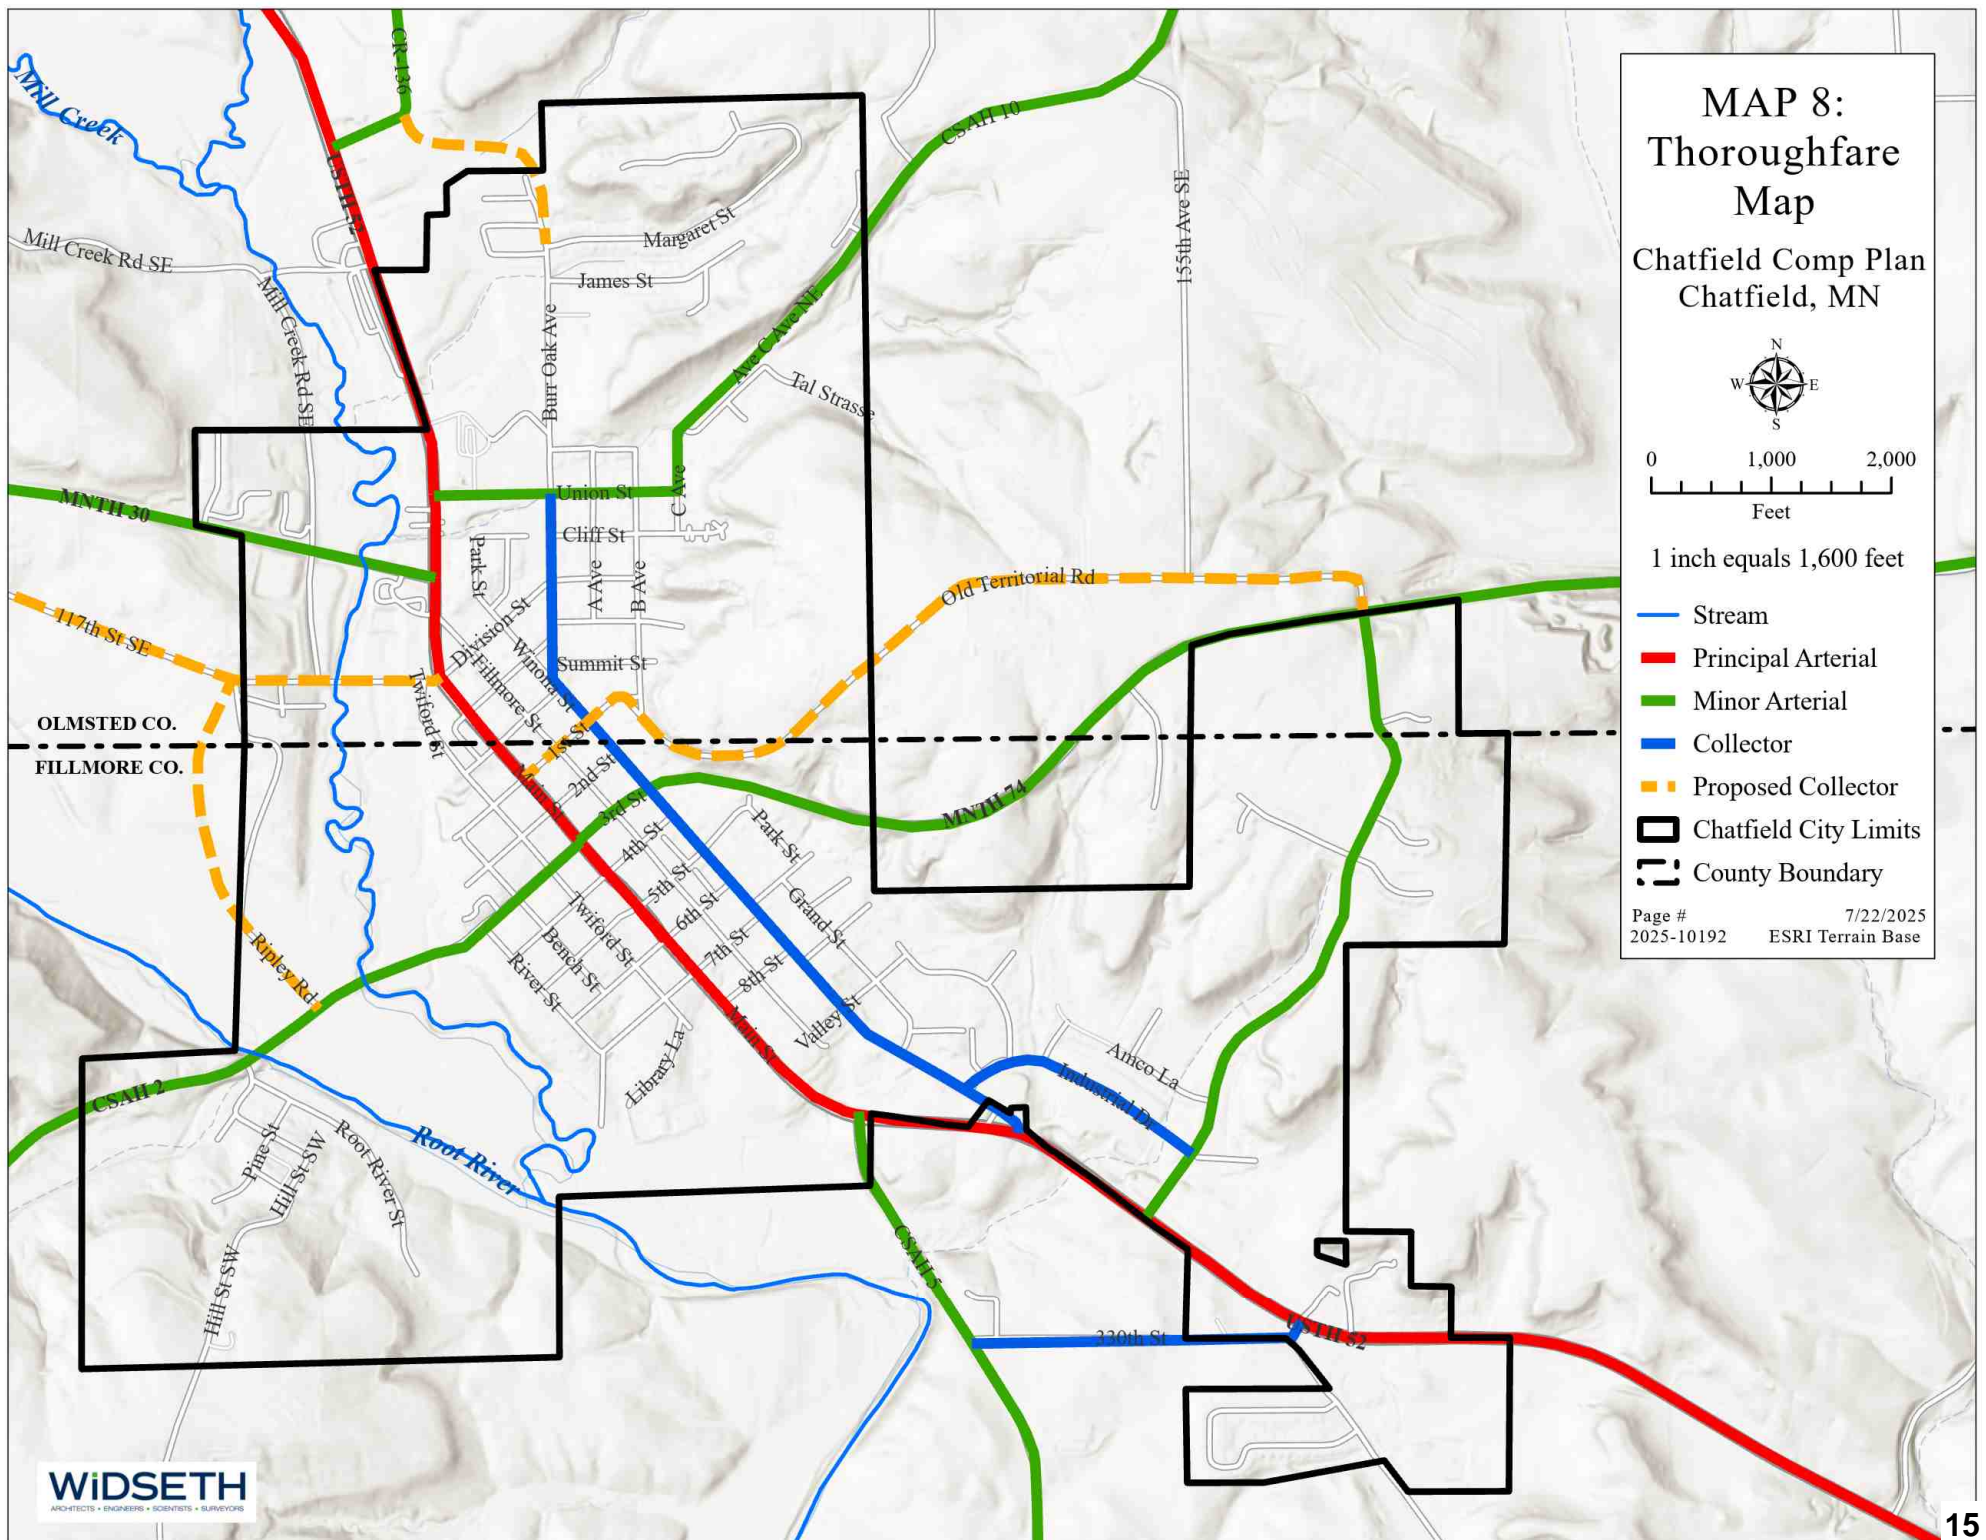 MAP 8:
Thoroughfare
Map
Chatfield Comp Plan
Chatfield, MN
N
W E
S
0 1,000 2,000
Feet
1 inch equals 1,600 feet
Stream
Principal Arterial
Minor Arterial
Collector
Proposed Collector
Chatfield City Limits
County Boundary
Page # 7/22/2025
2025-10192 ESRI Terrain Base
CR 136
Mill Creek
USTH 52
CSAH 10
Mill Creek Rd SE
Margaret St
155th Ave SE
James St
Mill Creek Rd SE
Burr Oak Ave
Ave C Ave NE
Tal Strasse
MNTH 30
Union St
C Ave
Cliff St
Park St
A Ave
B Ave
Old Territorial Rd
117th St SE
Division St
Winona St
Fillmore St
Summit St
Twiford St
OLMSTED CO.
FILLMORE CO.
1st St
Main St
2nd St
3rd St
MNTH 74
4th St
Park St
5th St
6th St
Grand St
Twiford St
Bench St
7th St
River St
8th St
Ripley Rd
Main St
Valley St
Library La
Amco La
Industrial Dr
CSAH 2
Pine St
Hill St SW
Root River St
Root River
Hill St SW
CSAH 5
330th St
USTH 52
WiDSETH
ARCHITECTS • ENGINEERS • SCIENTISTS • SURVEYORS
15